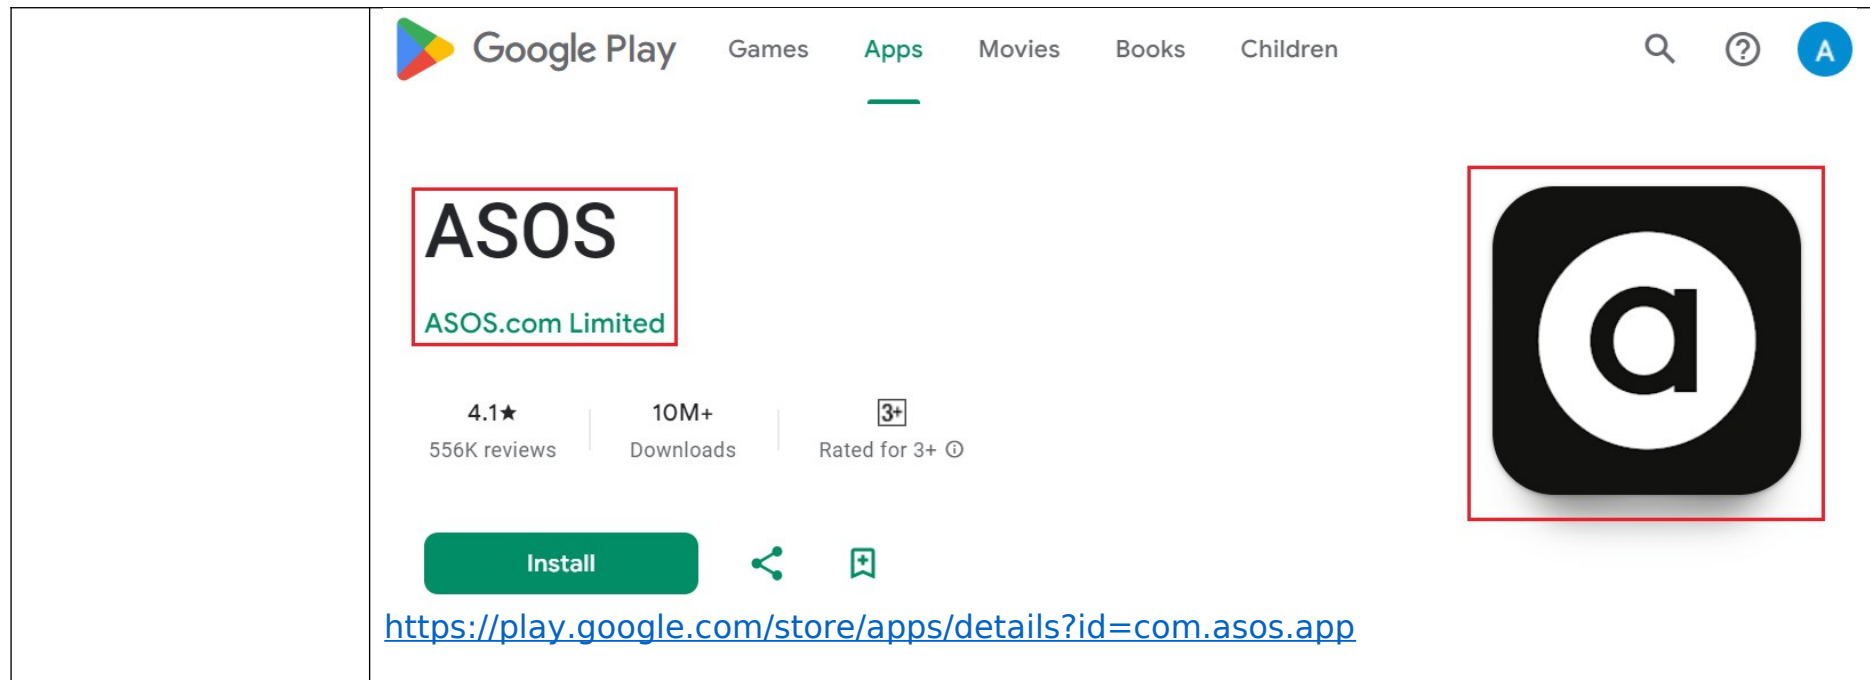 Google Play Games Apps Movies Books Children A
ASOS
ASOS.com Limited
a
4.1★ 10M+ 3+
556K reviews Downloads Rated for 3+
Install
https://play.google.com/store/apps/details?id=com.asos.app